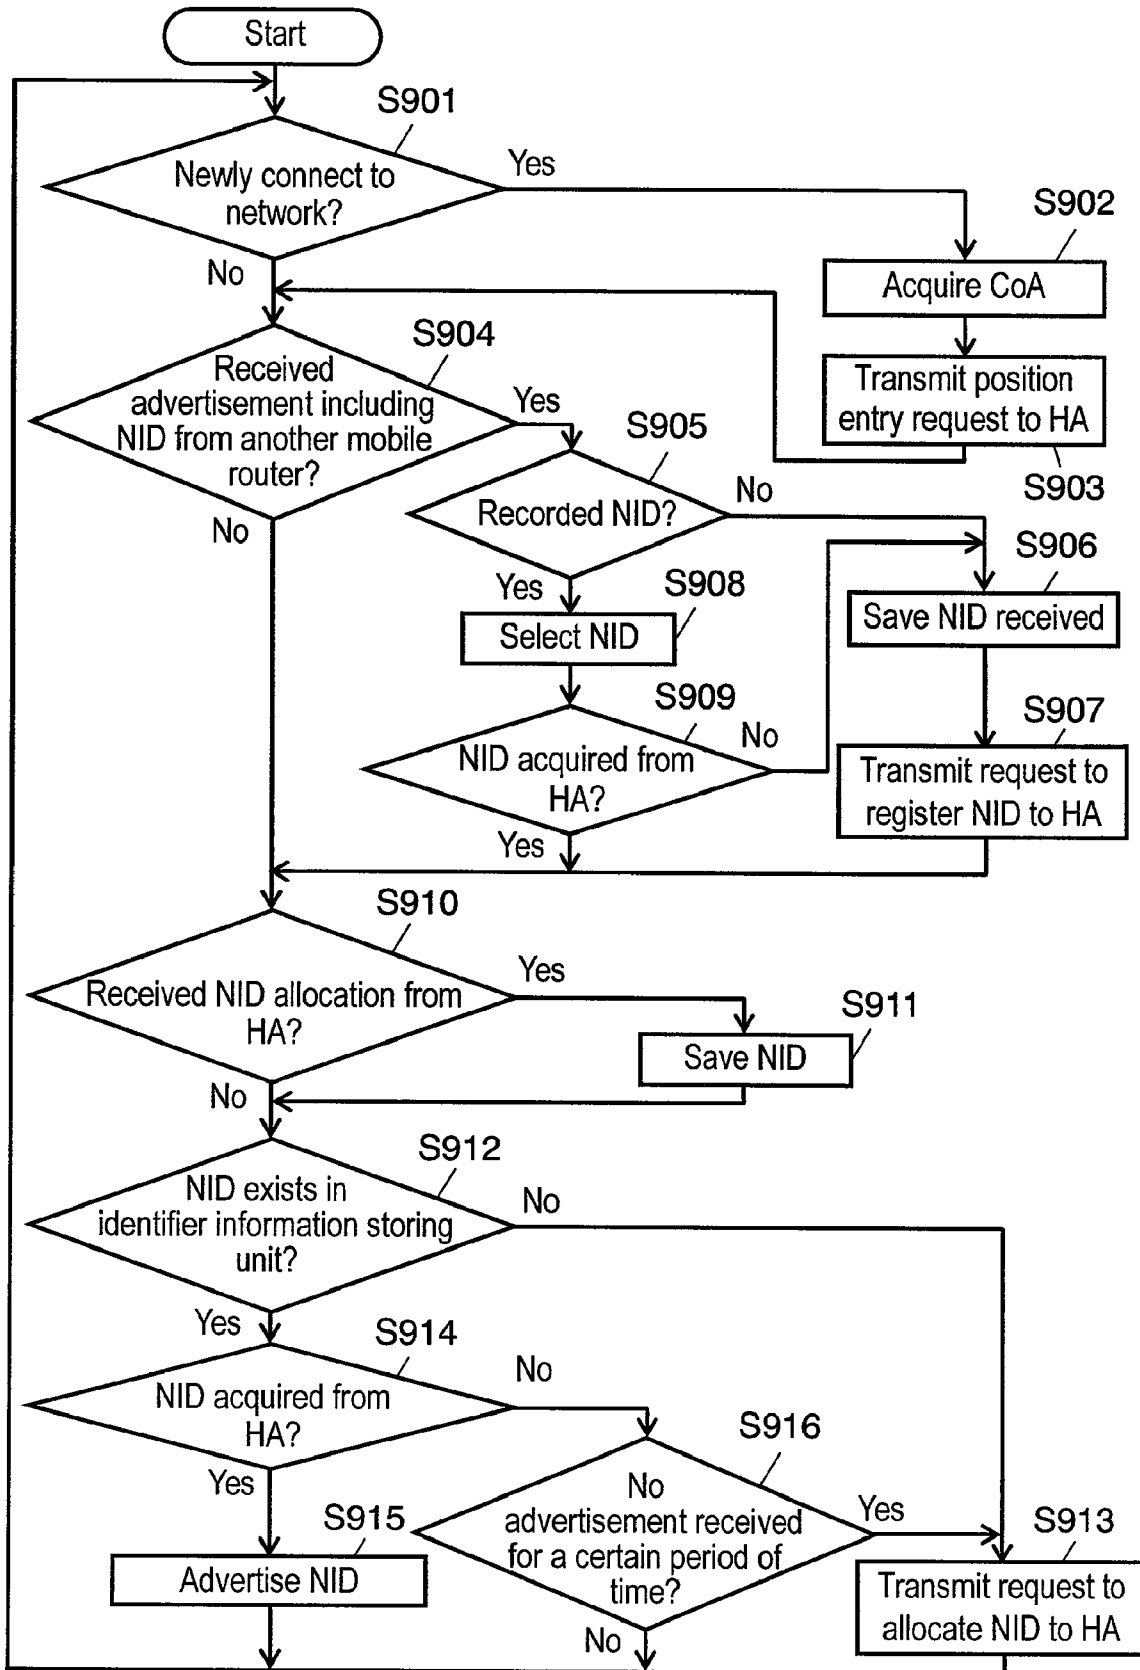 Start
S901
Newly connect to
network?
Yes
No
S902
Acquire CoA
Transmit position
entry request to HA
S903
S904
Received
advertisement including
NID from another mobile
router?
Yes
No
S905
Recorded NID?
No
Yes
S906
Save NID received
S908
Select NID
S907
Transmit request to
register NID to HA
S909
NID acquired from
HA?
No
Yes
S910
Received NID allocation from
HA?
Yes
No
S911
Save NID
S912
NID exists in
identifier information storing
unit?
No
Yes
S914
NID acquired from
HA?
No
Yes
S916
No
advertisement received
for a certain period of
time?
Yes
No
S915
Advertise NID
S913
Transmit request to
allocate NID to HA